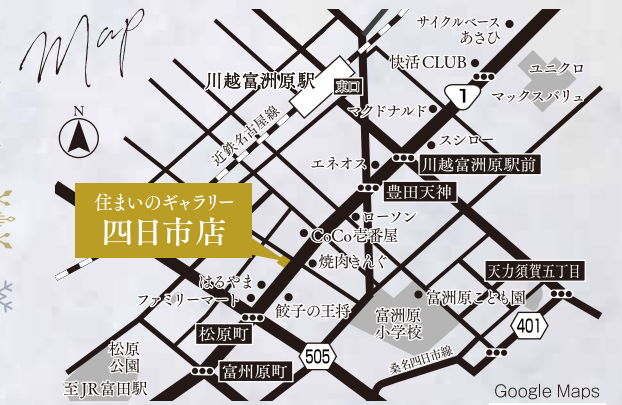 Map
サイクルベース
あさひ
快活CLUB
ユニクロ
マックスバリュ
川越富洲原駅
東口
1
マクドナルド
N
近鉄名古屋線
スシロー
エネオス
川越富洲原駅前
豊田天神
住まいのギャラリー
四日市店
ローソン
CoCo壱番屋
焼肉きんぐ
天カ須賀五丁目
はるやま
ファミリーマート
餃子の王将
富洲原こども園
富洲原
小学校
401
松原町
505
松原
公園
桑名四日市線
富州原町
至JR富田駅
Google Maps